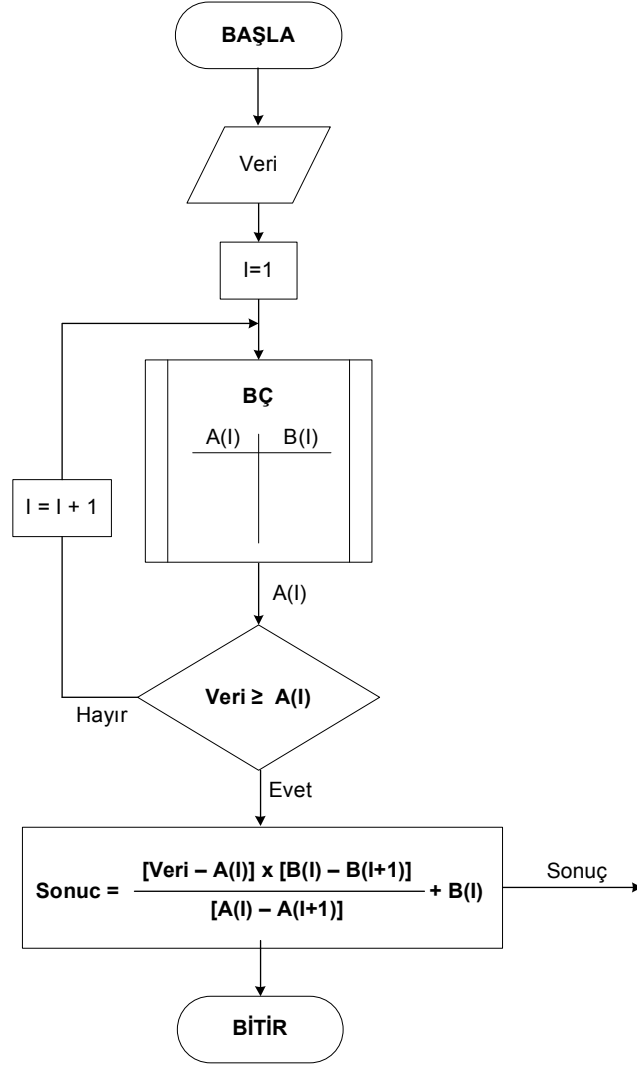 BAŞLA
Veri
I=1
BÇ
A(I) B(I)
I = I + 1
A(I)
Veri ≥ A(I)
Hayır
Evet
[Veri – A(I)] x [B(I) – B(I+1)]
Sonuc = + B(I)
[A(I) – A(I+1)]
Sonuç
BİTİR